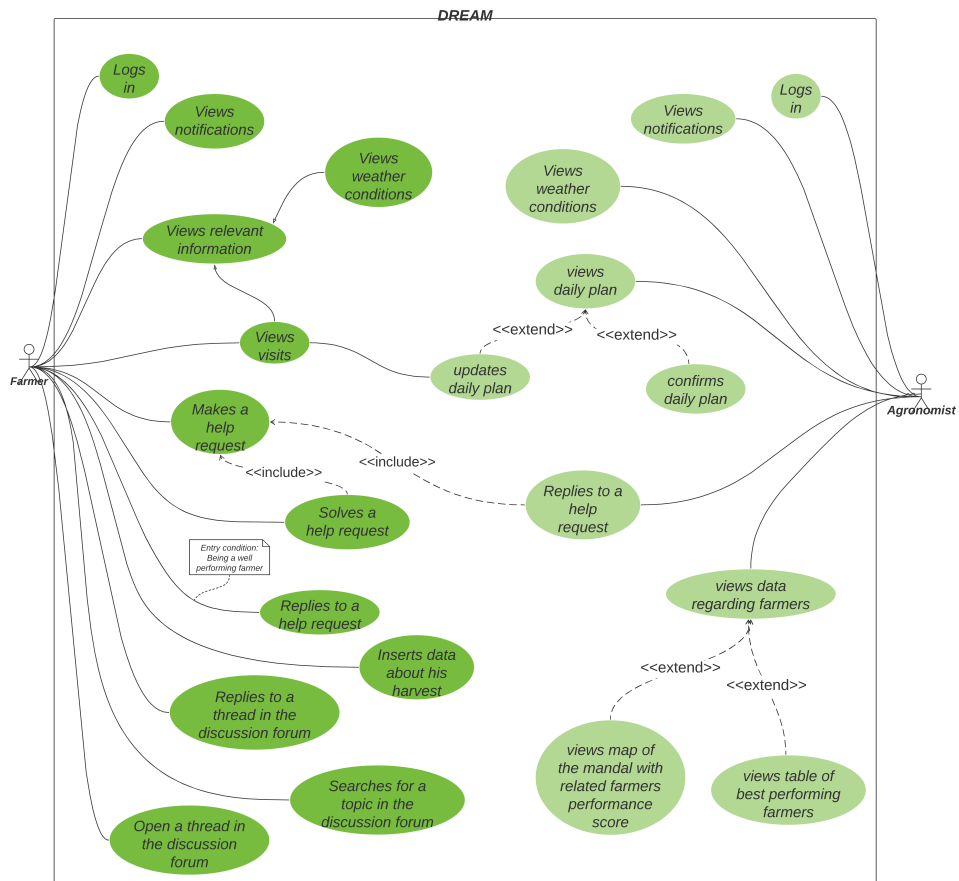 DREAM
Logs
in
Views
notifications
Views
weather
conditions
Views relevant
information
Views
visits
Farmer
Makes a
help
request
<<include>>
<<include>>
Solves a
help request
Entry condition:
Being a well
performing farmer
Replies to a
help request
Inserts data
about his
harvest
Replies to a
thread in the
discussion forum
Searches for a
topic in the
discussion forum
Open a thread in
the discussion
forum
Logs
in
Views
notifications
Views
weather
conditions
views
daily plan
<<extend>>
<<extend>>
updates
daily plan
confirms
daily plan
Agronomist
Replies to a
help
request
views data
regarding farmers
<<extend>>
<<extend>>
views map of
the mandal with
related farmers
performance
score
views table of
best performing
farmers